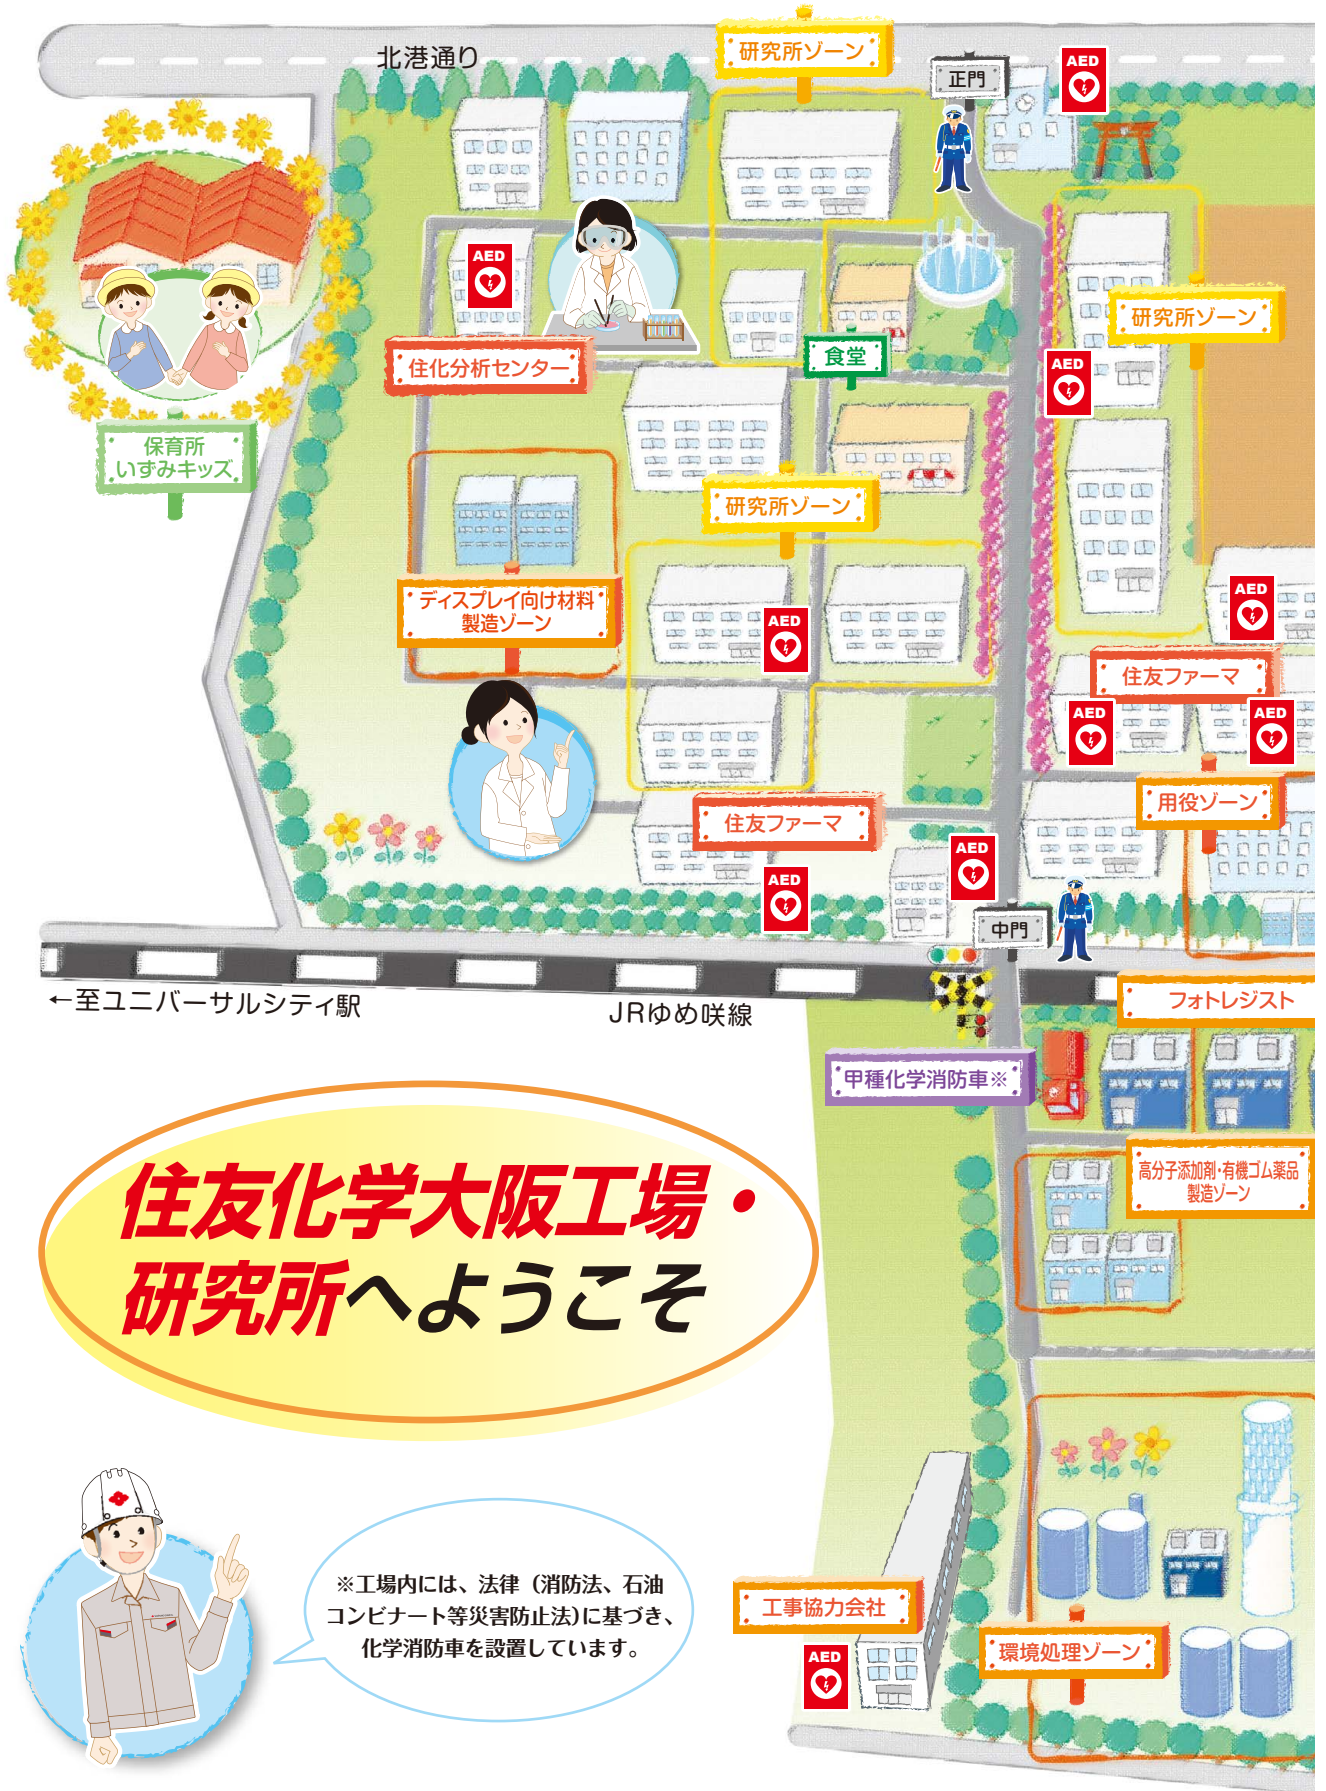 北港通り
研究所ゾーン
正門
AED
AED
住化分析センター
食堂
研究所ゾーン
AED
保育所
いずみキッズ
研究所ゾーン
ディスプレイ向け材料
製造ゾーン
AED
AED
住友ファーマ
AED
AED
用役ゾーン
住友ファーマ
AED
AED
中門
←至ユニバーサルシティ駅
JRゆめ咲線
フォトレジスト
甲種化学消防車※
高分子添加剤・有機ゴム薬品
製造ゾーン
住友化学大阪工場・
研究所へようこそ
※工場内には、法律（消防法、石油
コンビナート等災害防止法）に基づき、
化学消防車を設置しています。
工事協力会社
AED
環境処理ゾーン